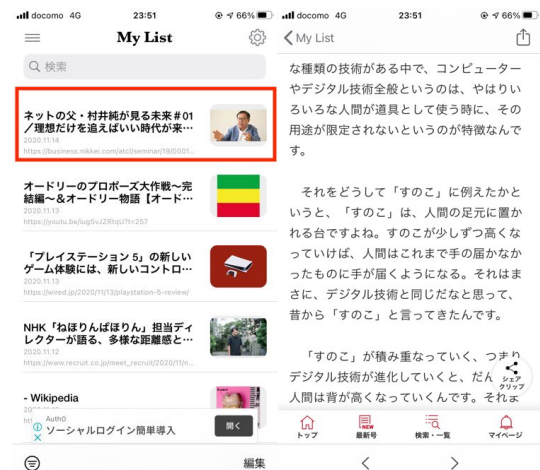 docomo 4G 23:51 66%
My List
検索
ネットの父・村井純が見る未来#01
/理想だけを追えばいい時代が来…
2020.11.14
https://business.nikkei.com/atcl/seminar/19/0001...
オードリーのプロポーズ大作戦〜完
結編〜&オードリー物語【オード…
2020.11.13
https://youtu.be/iugSvJZRtqU?t=257
「プレイステーション 5」の新しい
ゲーム体験には、新しいコントロ…
2020.11.13
https://wired.jp/2020/11/13/playstation-5-review/
NHK「ねほりんぱほりん」担当ディ
レクターが語る、多様な距離感と…
2020.11.12
https://www.recruit.co.jp/meet_recruit/2020/11/n...
- Wikipedia
Auth0
ソーシャルログイン簡単導入
開く
編集
docomo 4G 23:51 66%
My List
な種類の技術がある中で、コンピューター
やデジタル技術全般というのは、やはりい
ろいろな人間が道具として使う時に、その
用途が限定されないというのが特徴なんで
す。
それをどうして「すのこ」に例えたかと
いうと、「すのこ」は、人間の足元に置か
れる台ですよね。すのこが少しずつ高くな
っていけば、人間はこれまで手の届かなか
ったものに手が届くようになる。それはま
さに、デジタル技術と同じだなと思って、
昔から「すのこ」と言ってきたんです。
「すのこ」が積み重なっていく、つまり
デジタル技術が進化していくと、だん
人間は背が高くなっていくんです。それま
シェア
クリップ
トップ
NEW
最新号
検索・一覧
マイページ